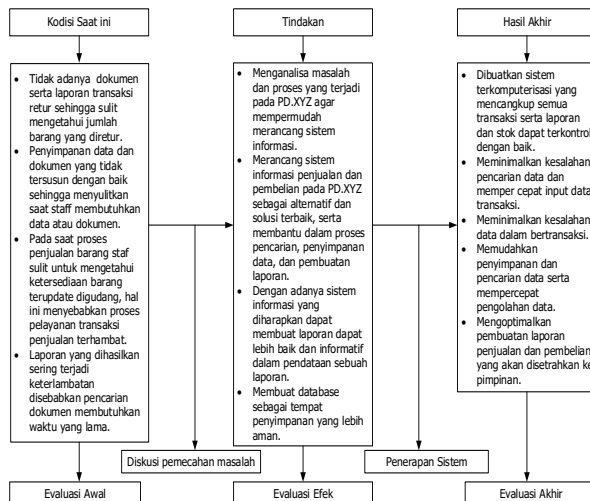 Kodisi Saat ini
Tidak adanya dokumen
serta laporan transaksi
retur sehingga sulit
mengetahui jumlah
barang yang diretur.
Penyimpanan data dan
dokumen yang tidak
tersusun dengan baik
sehingga menyulitkan
saat staff membutuhkan
data atau dokumen.
Pada saat proses
penjualan barang staf
sulit untuk mengetahui
ketersediaan barang
terupdate digudang, hal
ini menyebabkan proses
pelayanan transaksi
penjualan terhambat.
Laporan yang dihasilkan
sering terjadi
keterlambatan
disebabkan pencarian
dokumen membutuhkan
waktu yang lama.
Evaluasi Awal
Diskusi pemecahan masalah
Tindakan
Menganalisa masalah
dan proses yang terjadi
pada PD.XYZ agar
mempermudah
merancang sistem
informasi.
Merancang sistem
informasi penjualan dan
pembelian pada PD.XYZ
sebagai alternatif dan
solusi terbaik, serta
membantu dalam proses
pencarian, penyimpanan
data, dan pembuatan
laporan.
Dengan adanya sistem
informasi yang
diharapkan dapat
membuat laporan dapat
lebih baik dan informatif
dalam pendataan sebuah
laporan.
Membuat database
sebagai tempat
penyimpanan yang lebih
aman.
Evaluasi Efek
Penerapan Sistem
Hasil Akhir
Dibuatkan sistem
terkomputerisasi yang
mencangkup semua
transaksi serta laporan
dan stok dapat terkontrol
dengan baik.
Meminimalkan kesalahan
pencarian data dan
memper cepat input data
transaksi.
Meminimalkan kesalahan
data dalam bertransaksi.
Memudahkan
penyimpanan dan
pencarian data serta
mempercepat
pengolahan data.
Mengoptimalkan
pembuatan laporan
penjualan dan pembelian
yang akan disetrahkan ke
pimpinan.
Evaluasi Akhir